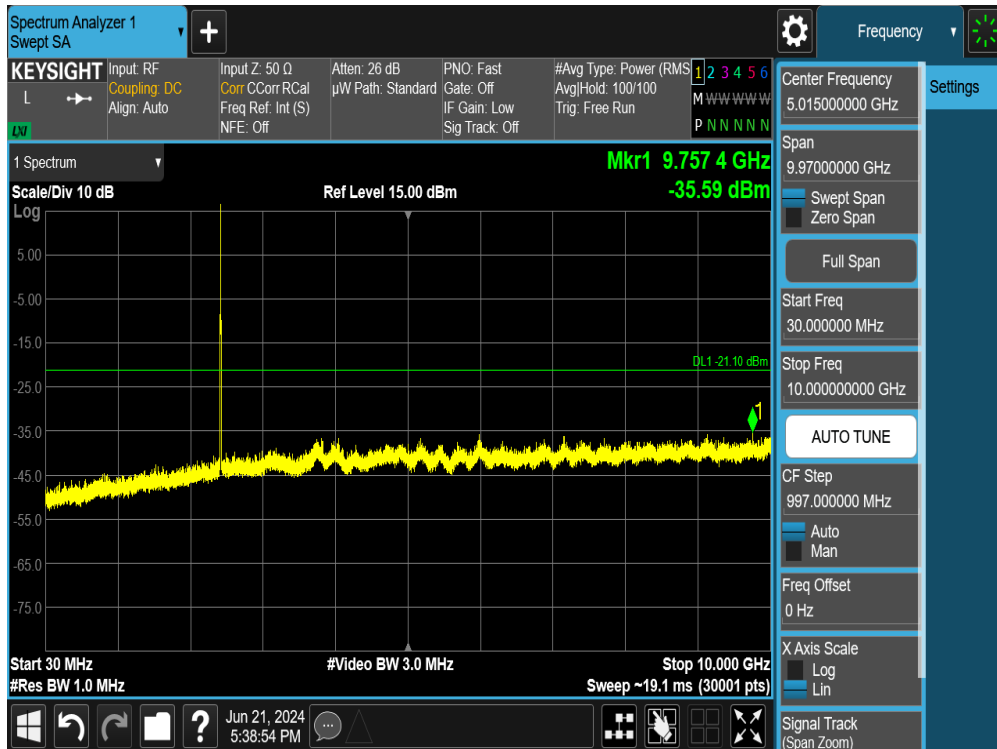 Spectrum Analyzer 1
Swept SA
+
Frequency
KEYSIGHT
L
LXI
Input: RF
Coupling: DC
Align: Auto
Input Z: 50 Ω
Corr CCorr RCal
Freq Ref: Int (S)
NFE: Off
Atten: 26 dB
µW Path: Standard
PNO: Fast
Gate: Off
IF Gain: Low
Sig Track: Off
#Avg Type: Power (RMS
Avg|Hold: 100/100
Trig: Free Run
1 2 3 4 5 6
M W W W W W
P N N N N N
1 Spectrum
Mkr1 9.757 4 GHz
Scale/Div 10 dB
Ref Level 15.00 dBm
-35.59 dBm
Log
5.00
-5.00
-15.0
DL1 -21.10 dBm
-25.0
1
-35.0
-45.0
-55.0
-65.0
-75.0
Start 30 MHz
#Video BW 3.0 MHz
Stop 10.000 GHz
#Res BW 1.0 MHz
Sweep ~19.1 ms (30001 pts)
Center Frequency
5.015000000 GHz
Settings
Span
9.97000000 GHz
Swept Span
Zero Span
Full Span
Start Freq
30.000000 MHz
Stop Freq
10.000000000 GHz
AUTO TUNE
CF Step
997.000000 MHz
Auto
Man
Freq Offset
0 Hz
X Axis Scale
Log
Lin
Signal Track
(Span Zoom)
?
Jun 21, 2024
5:38:54 PM